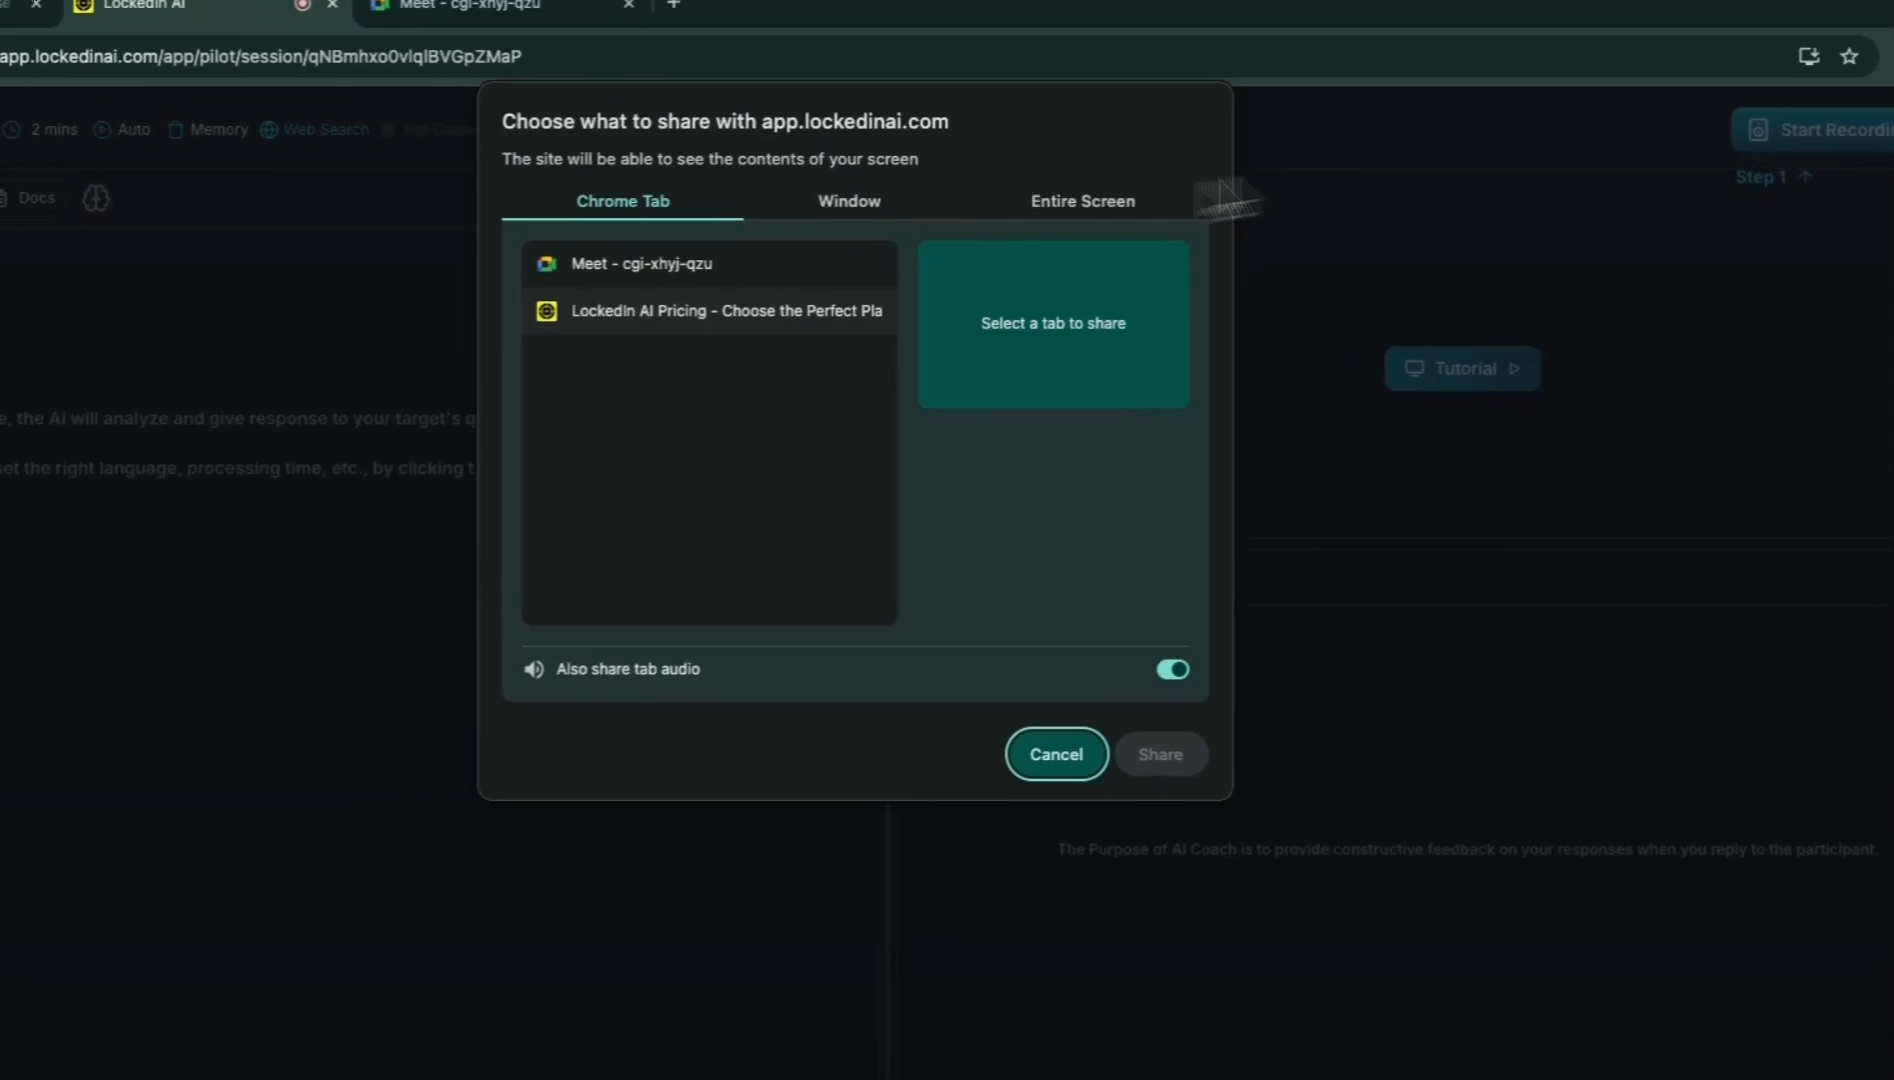 LockedIn AI
Meet - cgi-xhyj-qzu
app.lockedinai.com/app/pilot/session/qNBmhxo0vlqlBVGpZMaP
2 mins Auto Memory Web Search
Start Recordi
Step 1
Docs
Choose what to share with app.lockedinai.com
The site will be able to see the contents of your screen
Chrome Tab Window Entire Screen
Meet - cgi-xhyj-qzu
LockedIn AI Pricing - Choose the Perfect Pla
Select a tab to share
Tutorial
e, the AI will analyze and give response to your target's q
set the right language, processing time, etc., by clicking t
Also share tab audio
Cancel Share
The Purpose of AI Coach is to provide constructive feedback on your responses when you reply to the participant.